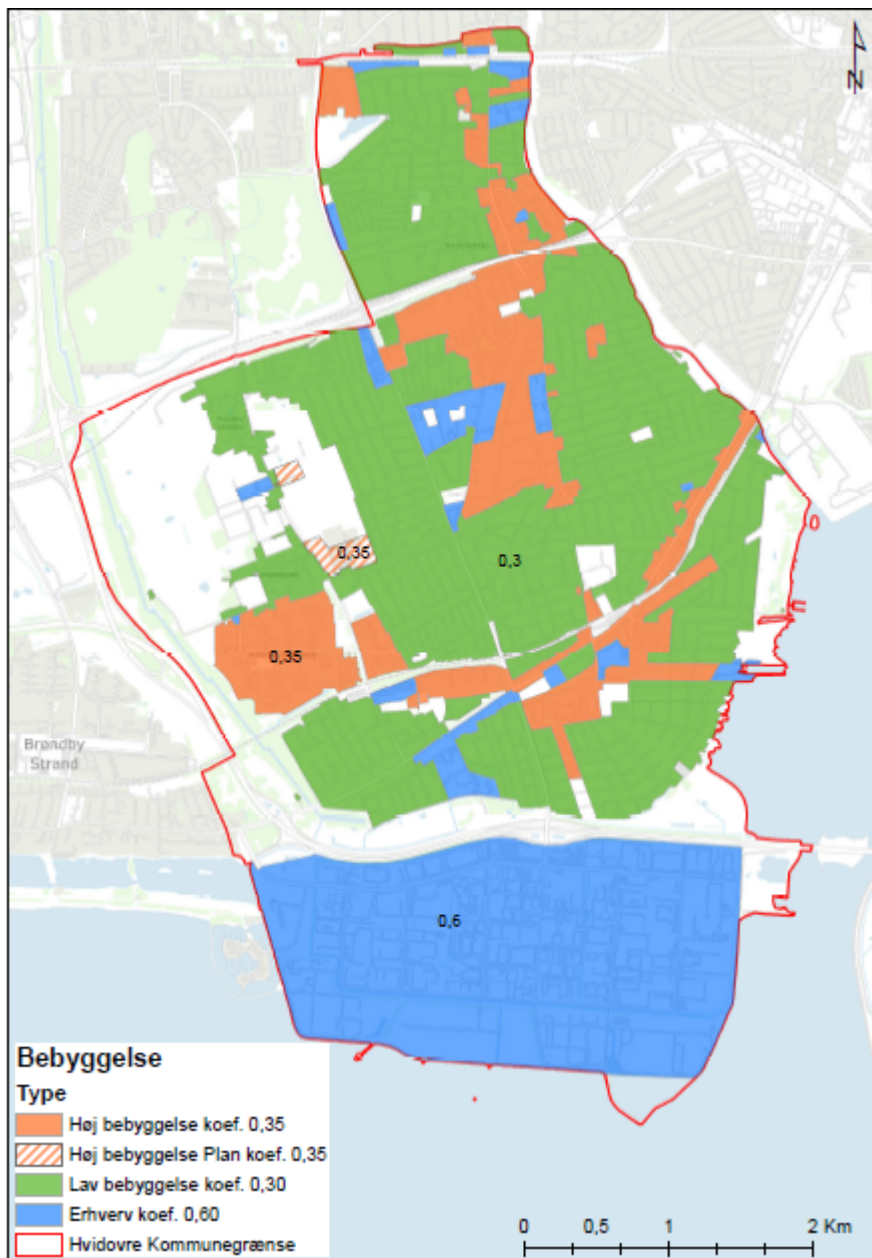 N
0,35
0,3
0,35
Brøndby
Strand
0,6
Bebyggelse
Type
Høj bebyggelse koef. 0,35
Høj bebyggelse Plan koef. 0,35
Lav bebyggelse koef. 0,30
Erhverv koef. 0,60
Hvidovre Kommunegrænse
0 0,5 1 2 Km